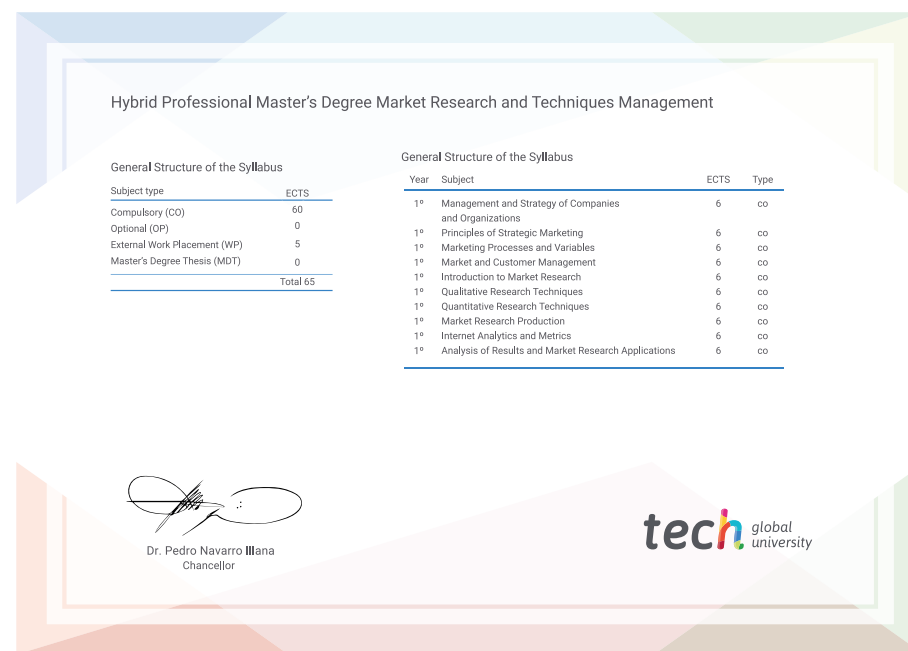 Hybrid Professional Master's Degree Market Research and Techniques Management
General Structure of the Syllabus
Subject type ECTS
Compulsory (CO) 60
Optional (OP) 0
External Work Placement (WP) 5
Master's Degree Thesis (MDT) 0
Total 65
General Structure of the Syllabus
Year Subject ECTS Type
1º Management and Strategy of Companies 6 co
and Organizations
1º Principles of Strategic Marketing 6 co
1º Marketing Processes and Variables 6 co
1º Market and Customer Management 6 co
1º Introduction to Market Research 6 co
1º Qualitative Research Techniques 6 co
1º Quantitative Research Techniques 6 co
1º Market Research Production 6 co
1º Internet Analytics and Metrics 6 co
1º Analysis of Results and Market Research Applications 6 co
Dr. Pedro Navarro Illana
Chancellor
tech global
university